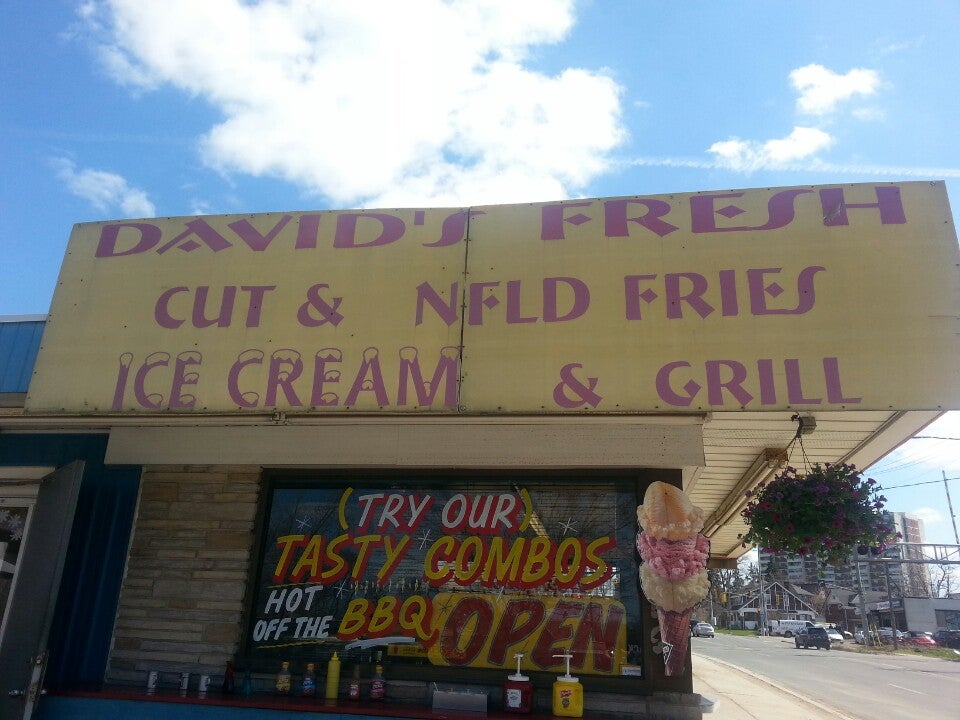 DAVID'S FRESH
CUT & NFLD FRIES
ICE CREAM & GRILL
(TRY OUR)
TASTY COMBOS
HOT
OFF THE BBQ
OPEN